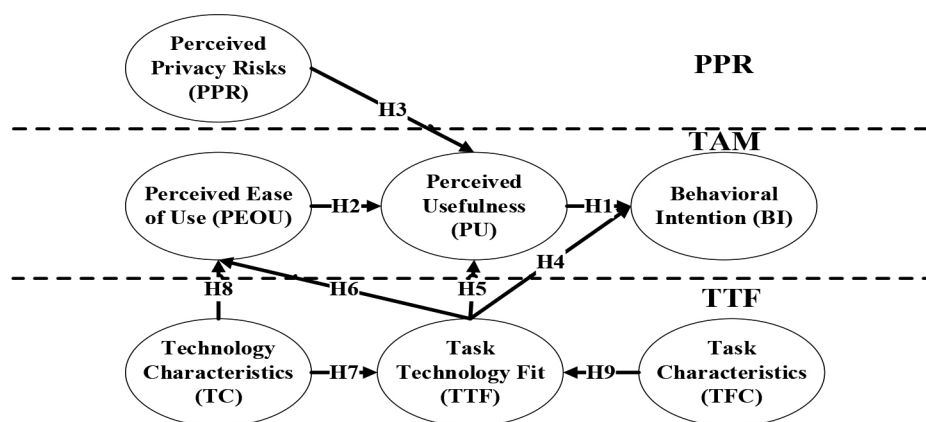 Perceived
Privacy Risks
(PPR)
PPR
H3
TAM
Perceived Ease
of Use (PEOU)
H2
Perceived
Usefulness
(PU)
H1
Behavioral
Intention (BI)
H4
H8
H6
H5
TTF
Technology
Characteristics
(TC)
H7
Task
Technology Fit
(TTF)
H9
Task
Characteristics
(TFC)